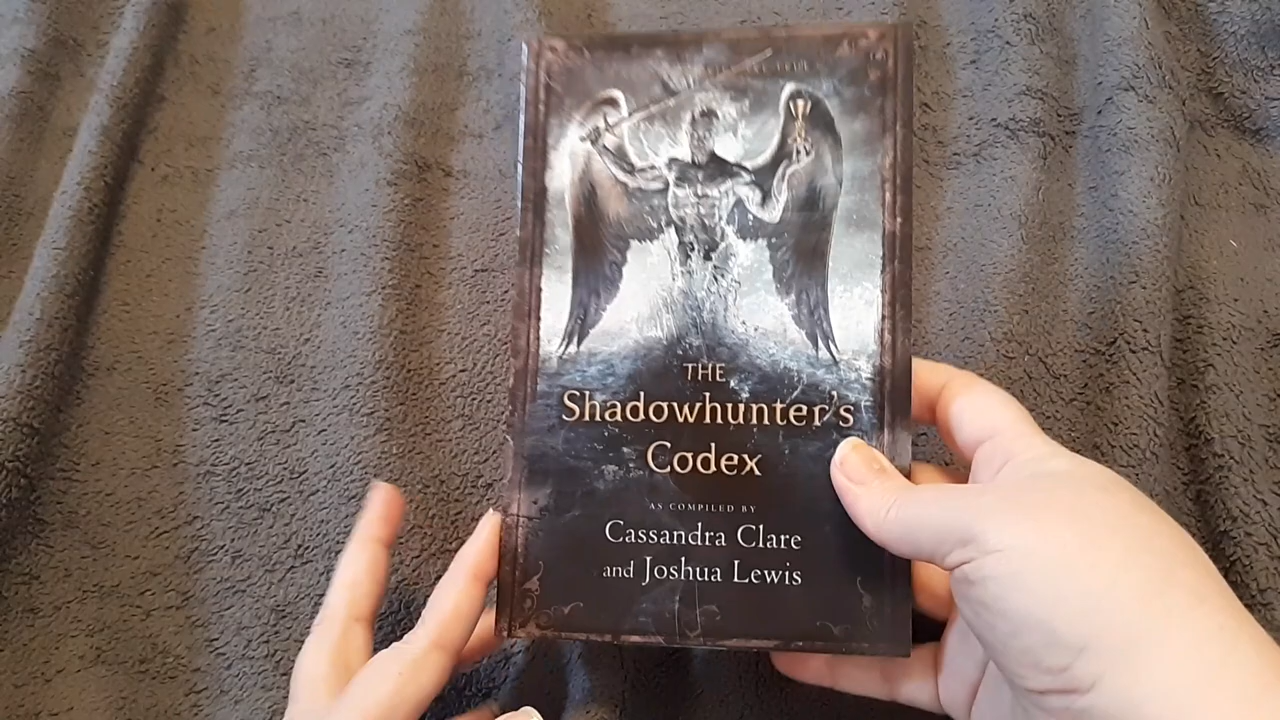 THE
Shadowhunter's
Codex
AS COMPILED BY
Cassandra Clare
and Joshua Lewis